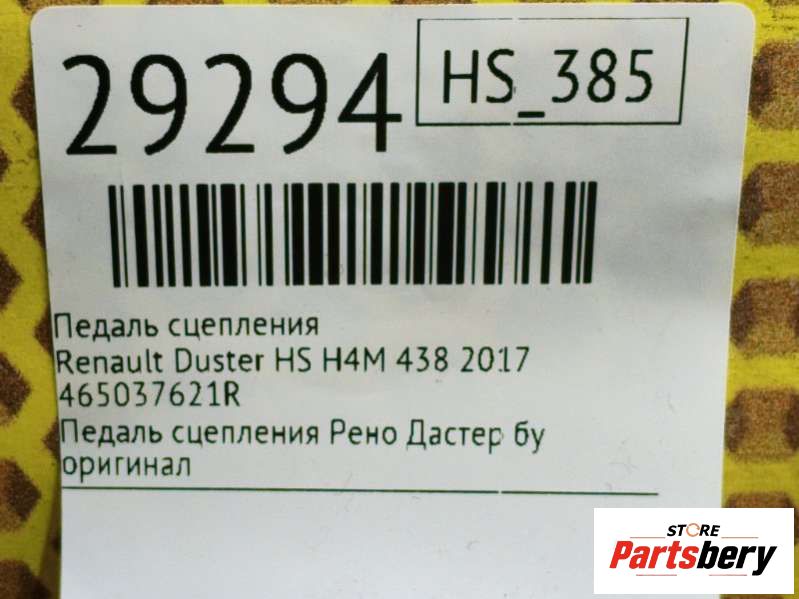 29294
HS_385
Педаль сцепления
Renault Duster HS H4M 438 2017
465037621R
Педаль сцепления Рено Дастер бу
оригинал
STORE
Partsbery